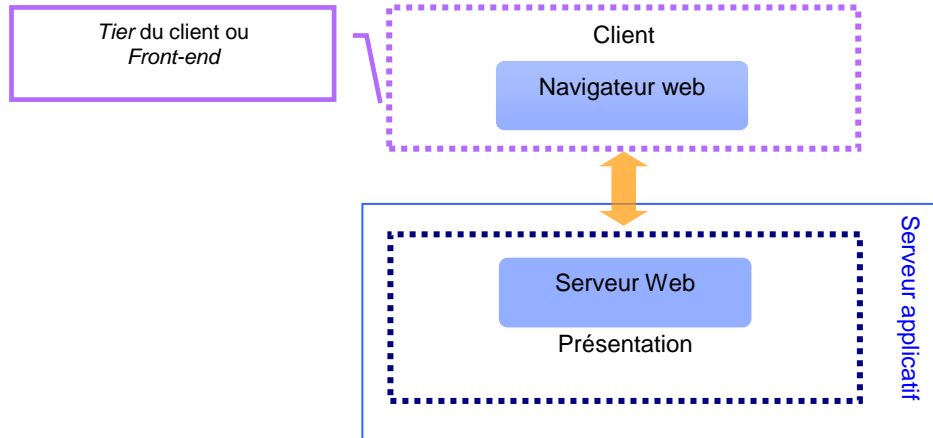 Tier du client ou
Front-end
Client
Navigateur web
Serveur Web
Présentation
Serveur applicatif